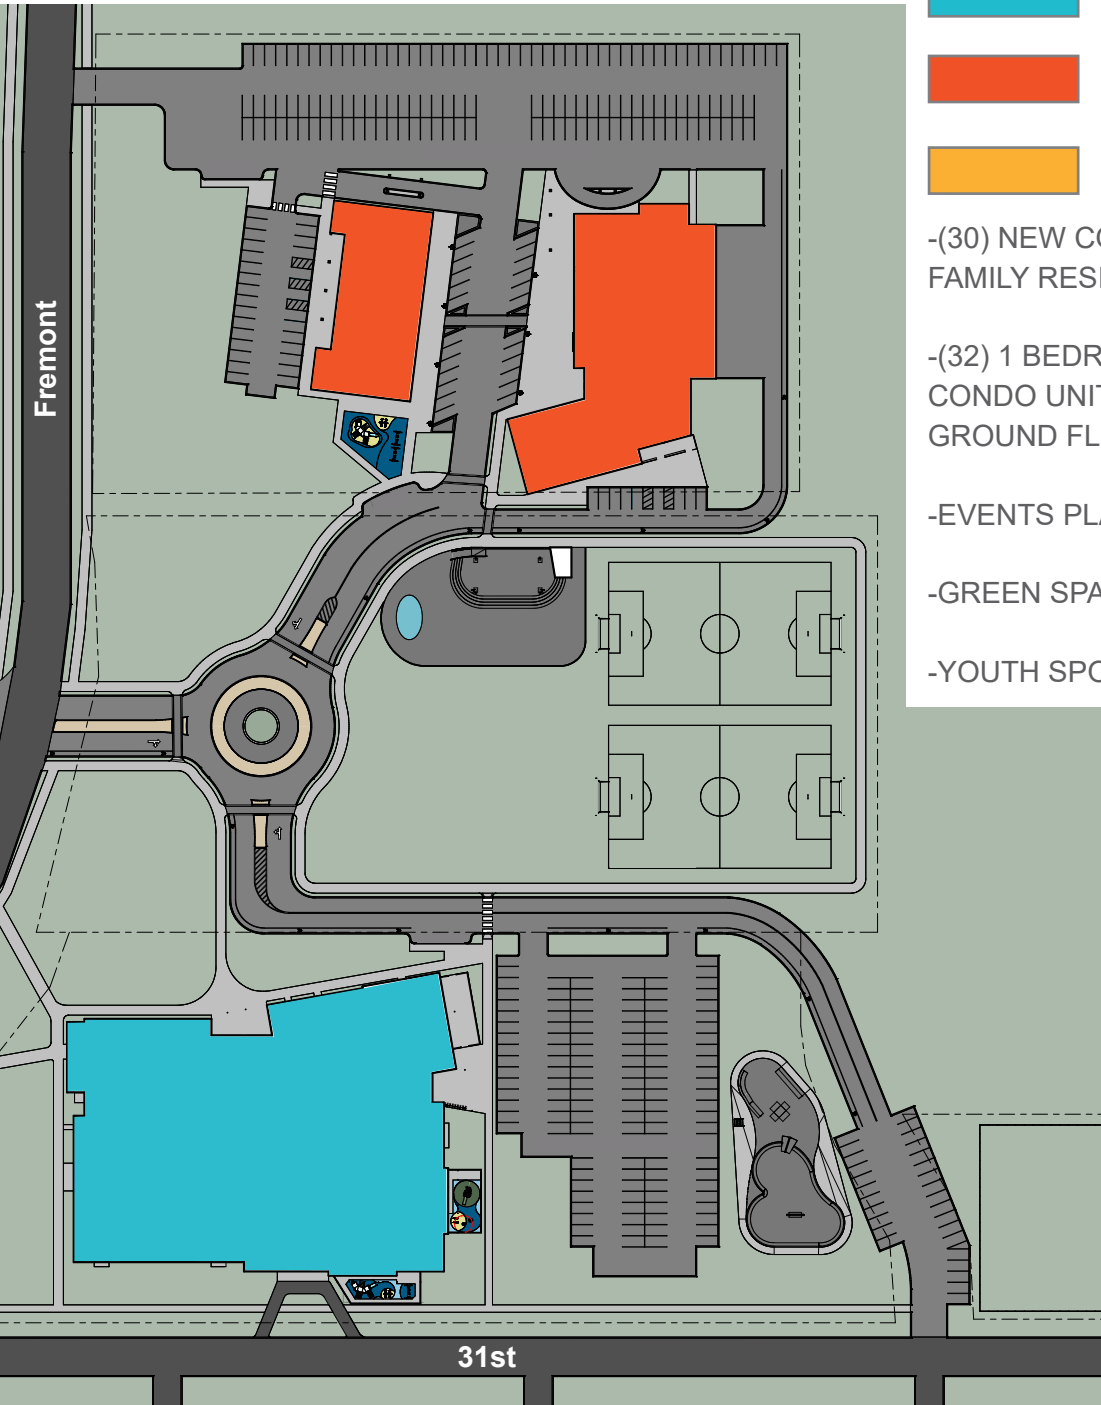 Fremont
-(30) NEW CO
FAMILY RESI
-(32) 1 BEDR
CONDO UNIT
GROUND FL
-EVENTS PLA
-GREEN SPA
-YOUTH SPO
31st